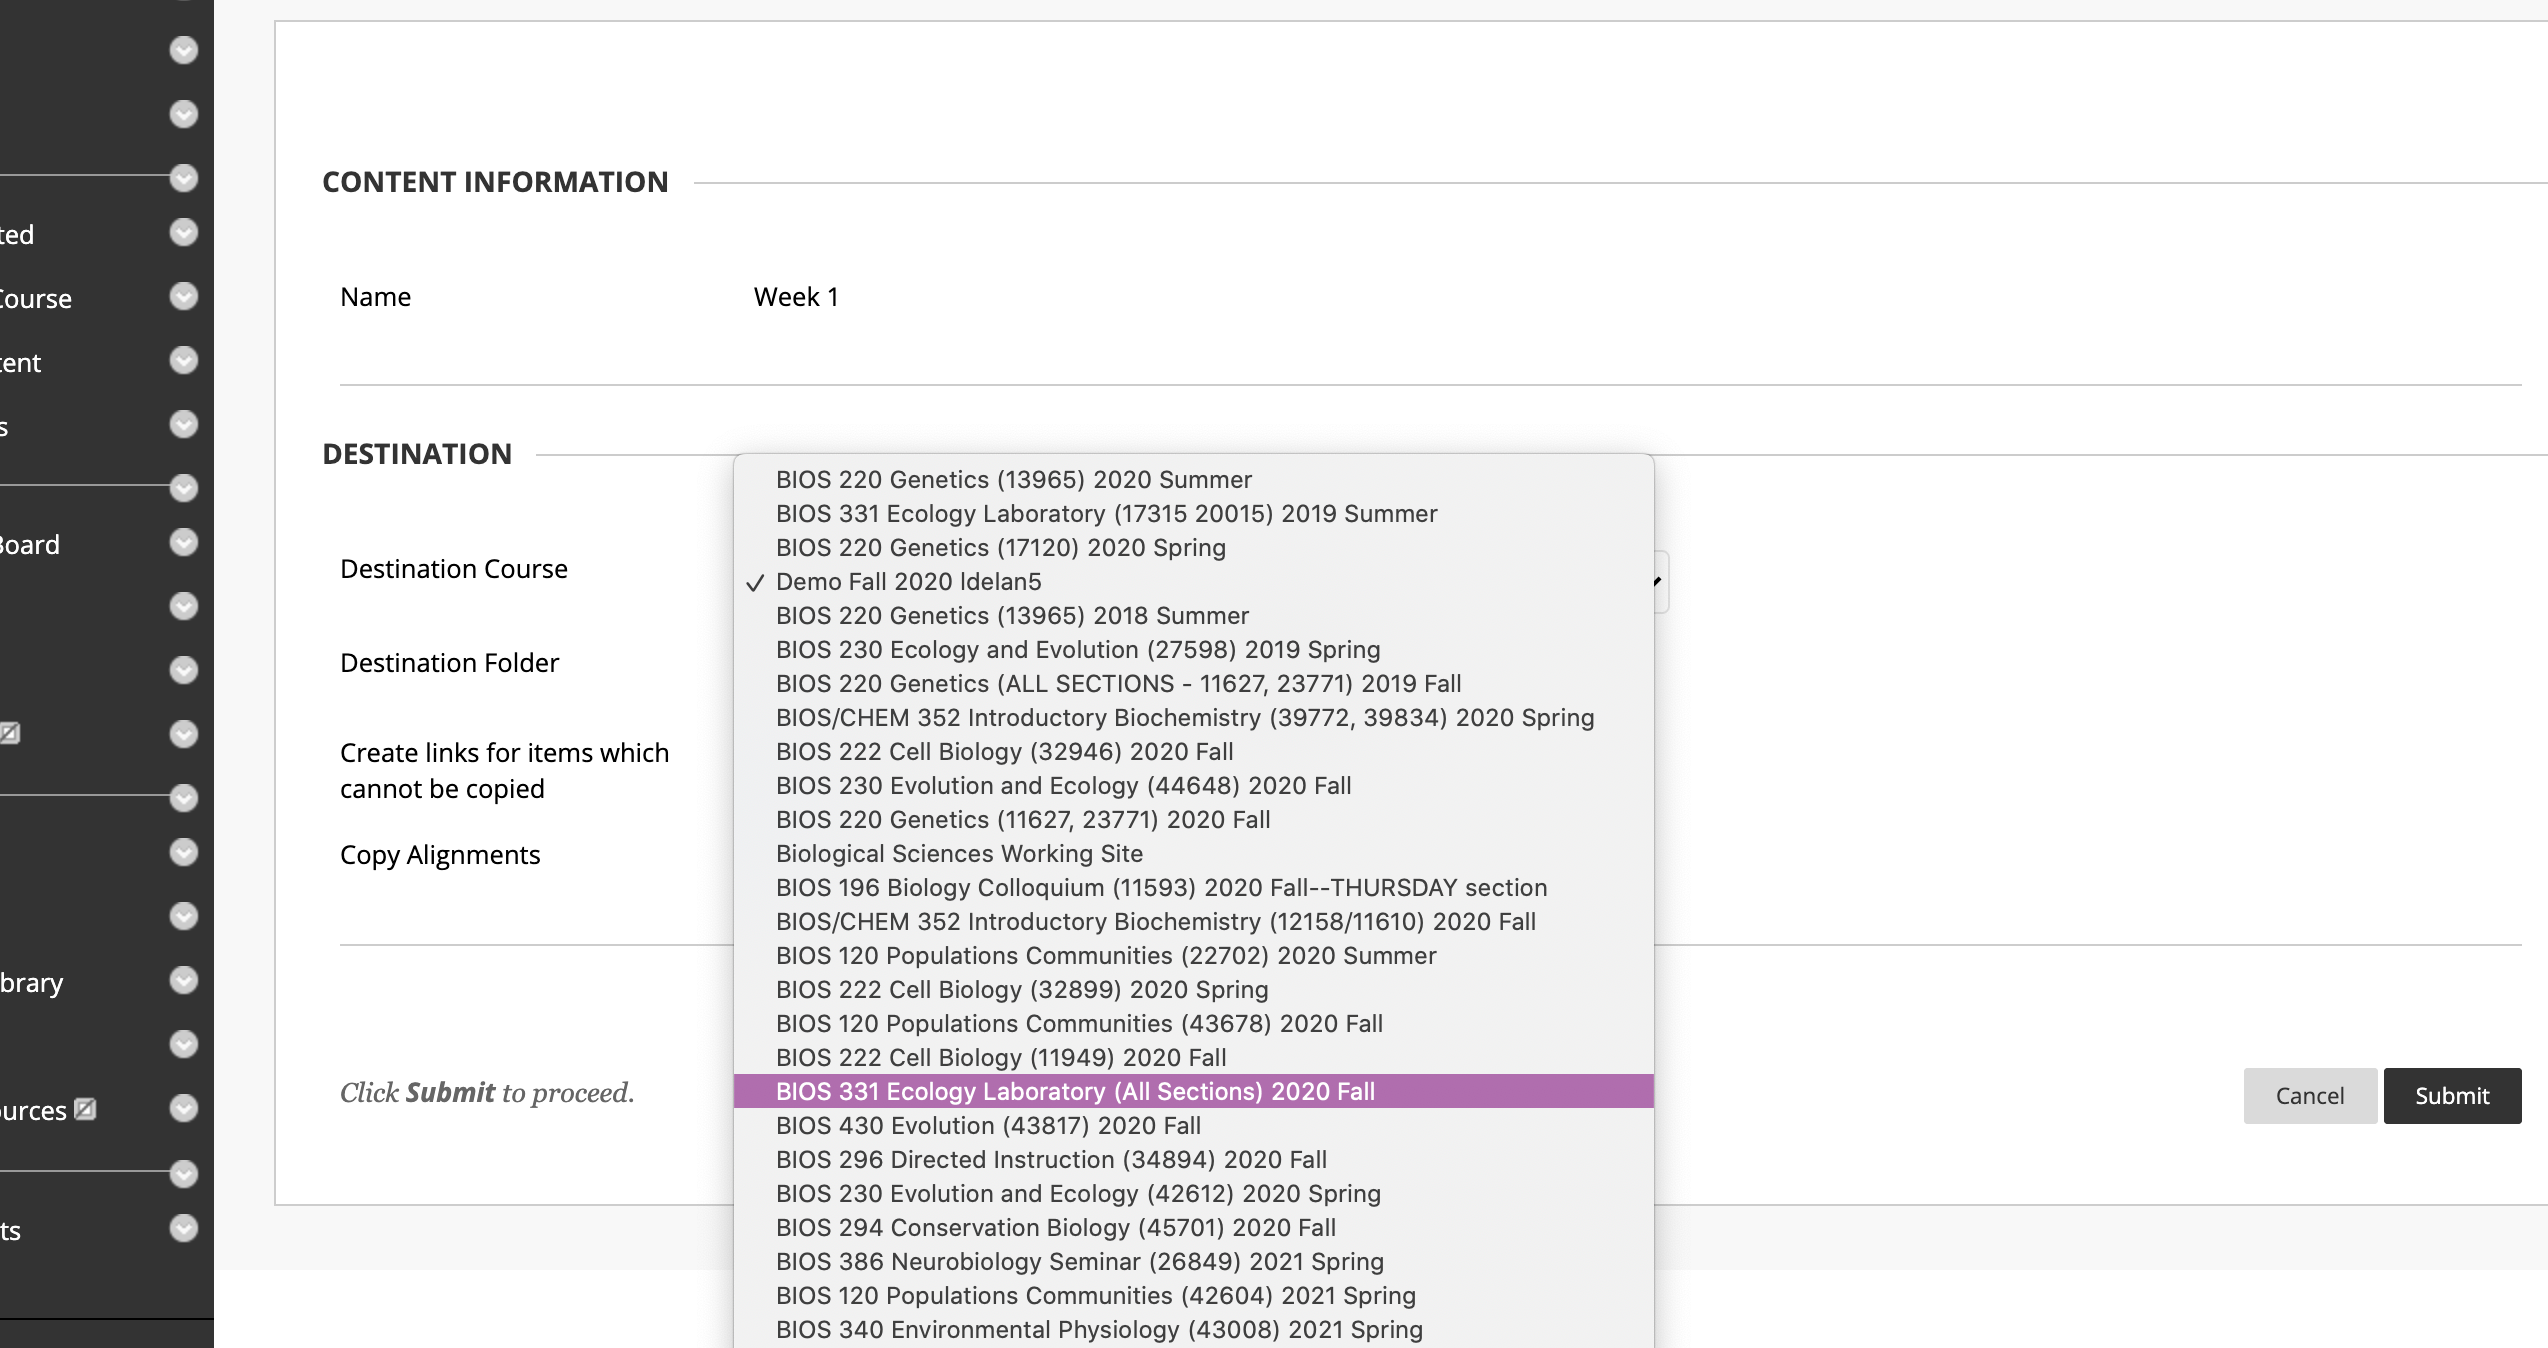 ted
Course
tent
s
Board
brary
ources
ts
CONTENT INFORMATION
Name
Week 1
DESTINATION
Destination Course
Destination Folder
Create links for items which
cannot be copied
Copy Alignments
BIOS 220 Genetics (13965) 2020 Summer
BIOS 331 Ecology Laboratory (17315 20015) 2019 Summer
BIOS 220 Genetics (17120) 2020 Spring
✓ Demo Fall 2020 ldelan5
BIOS 220 Genetics (13965) 2018 Summer
BIOS 230 Ecology and Evolution (27598) 2019 Spring
BIOS 220 Genetics (ALL SECTIONS - 11627, 23771) 2019 Fall
BIOS/CHEM 352 Introductory Biochemistry (39772, 39834) 2020 Spring
BIOS 222 Cell Biology (32946) 2020 Fall
BIOS 230 Evolution and Ecology (44648) 2020 Fall
BIOS 220 Genetics (11627, 23771) 2020 Fall
Biological Sciences Working Site
BIOS 196 Biology Colloquium (11593) 2020 Fall--THURSDAY section
BIOS/CHEM 352 Introductory Biochemistry (12158/11610) 2020 Fall
BIOS 120 Populations Communities (22702) 2020 Summer
BIOS 222 Cell Biology (32899) 2020 Spring
BIOS 120 Populations Communities (43678) 2020 Fall
BIOS 222 Cell Biology (11949) 2020 Fall
BIOS 331 Ecology Laboratory (All Sections) 2020 Fall
BIOS 430 Evolution (43817) 2020 Fall
BIOS 296 Directed Instruction (34894) 2020 Fall
BIOS 230 Evolution and Ecology (42612) 2020 Spring
BIOS 294 Conservation Biology (45701) 2020 Fall
BIOS 386 Neurobiology Seminar (26849) 2021 Spring
BIOS 120 Populations Communities (42604) 2021 Spring
BIOS 340 Environmental Physiology (43008) 2021 Spring
Click Submit to proceed.
Cancel
Submit